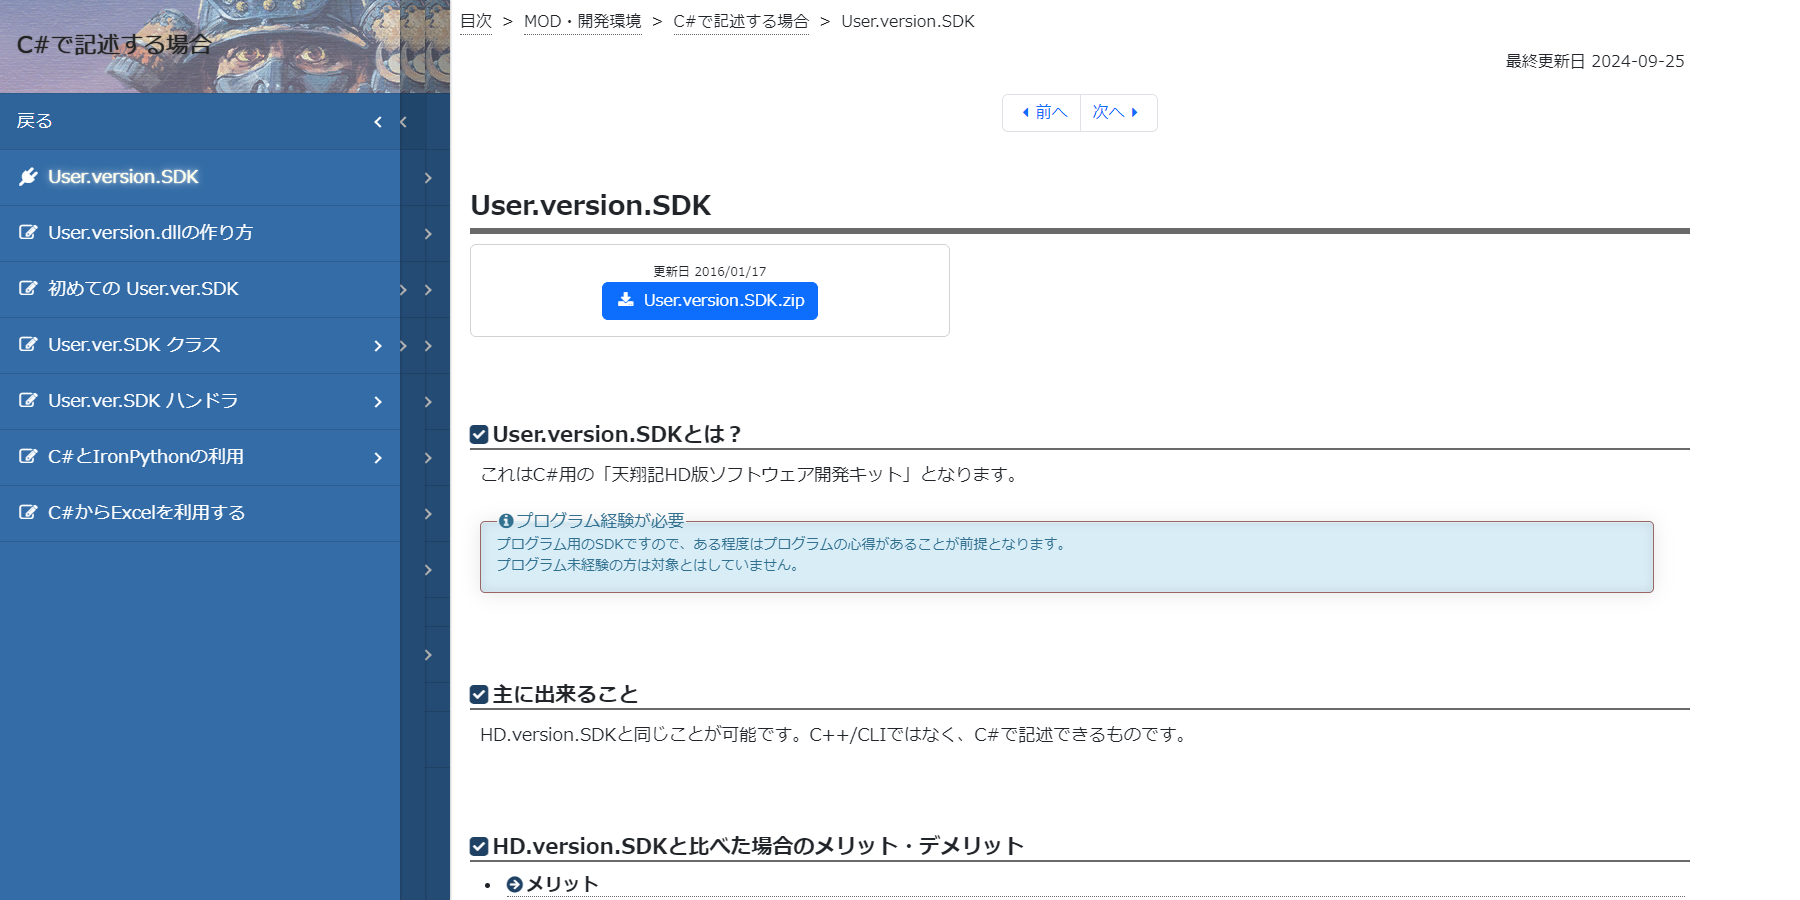 C#で記述する場合
戻る
User.version.SDK
User.version.dllの作り方
初めての User.ver.SDK
User.ver.SDK クラス
User.ver.SDK ハンドラ
C#とIronPythonの利用
C#からExcelを利用する
目次 > MOD・開発環境 > C#で記述する場合 > User.version.SDK
最終更新日 2024-09-25
前へ 次へ
User.version.SDK
更新日 2016/01/17
User.version.SDK.zip
User.version.SDKとは？
これはC#用の「天翔記HD版ソフトウェア開発キット」となります。
プログラム経験が必要
プログラム用のSDKですので、ある程度はプログラムの心得があることが前提となります。
プログラム未経験の方は対象とはしていません。
主に出来ること
HD.version.SDKと同じことが可能です。C++/CLIではなく、C#で記述できるものです。
HD.version.SDKと比べた場合のメリット・デメリット
メリット